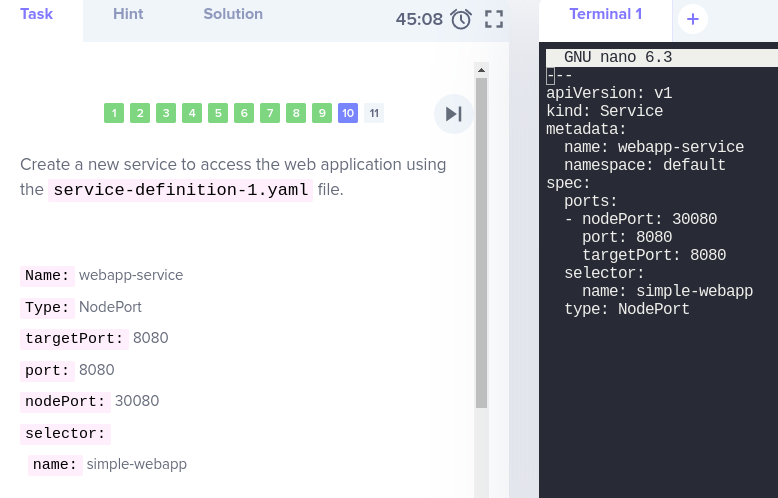 Task Hint Solution 45:08
1 2 3 4 5 6 7 8 9 10 11
Create a new service to access the web application using
the service-definition-1.yaml file.
Name: webapp-service
Type: NodePort
targetPort: 8080
port: 8080
nodePort: 30080
selector:
name: simple-webapp
Terminal 1 +
GNU nano 6.3
---
apiVersion: v1
kind: Service
metadata:
  name: webapp-service
  namespace: default
spec:
  ports:
  - nodePort: 30080
    port: 8080
    targetPort: 8080
  selector:
    name: simple-webapp
  type: NodePort